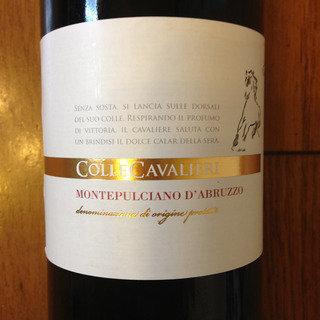 Senza sosta, si lancia sulle dorsali
del suo colle. Respirando il profumo
di vittoria, il cavaliere saluta con
un brindisi il dolce calar della sera.
Colle Cavalieri
MONTEPULCIANO D'ABRUZZO
denominazione di origine protetta